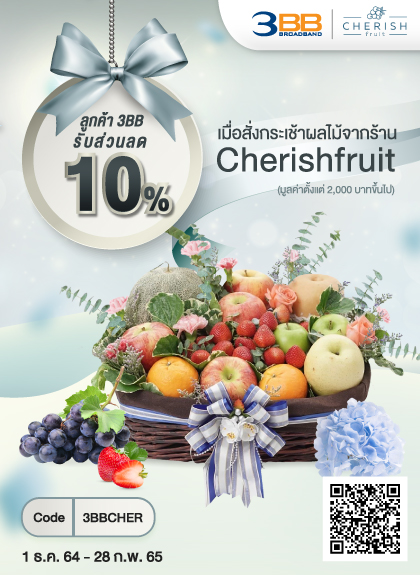 3BB
BROADBAND
CHERISH
fruit
ลูกค้า 3BB
รับส่วนลด
10%
เมื่อสั่งกระเช้าผลไม้จากร้าน
Cherishfruit
(มูลค่าตั้งแต่ 2,000 บาทขึ้นไป)
Code 3BBCHER
1 ธ.ค. 64 - 28 ก.พ. 65